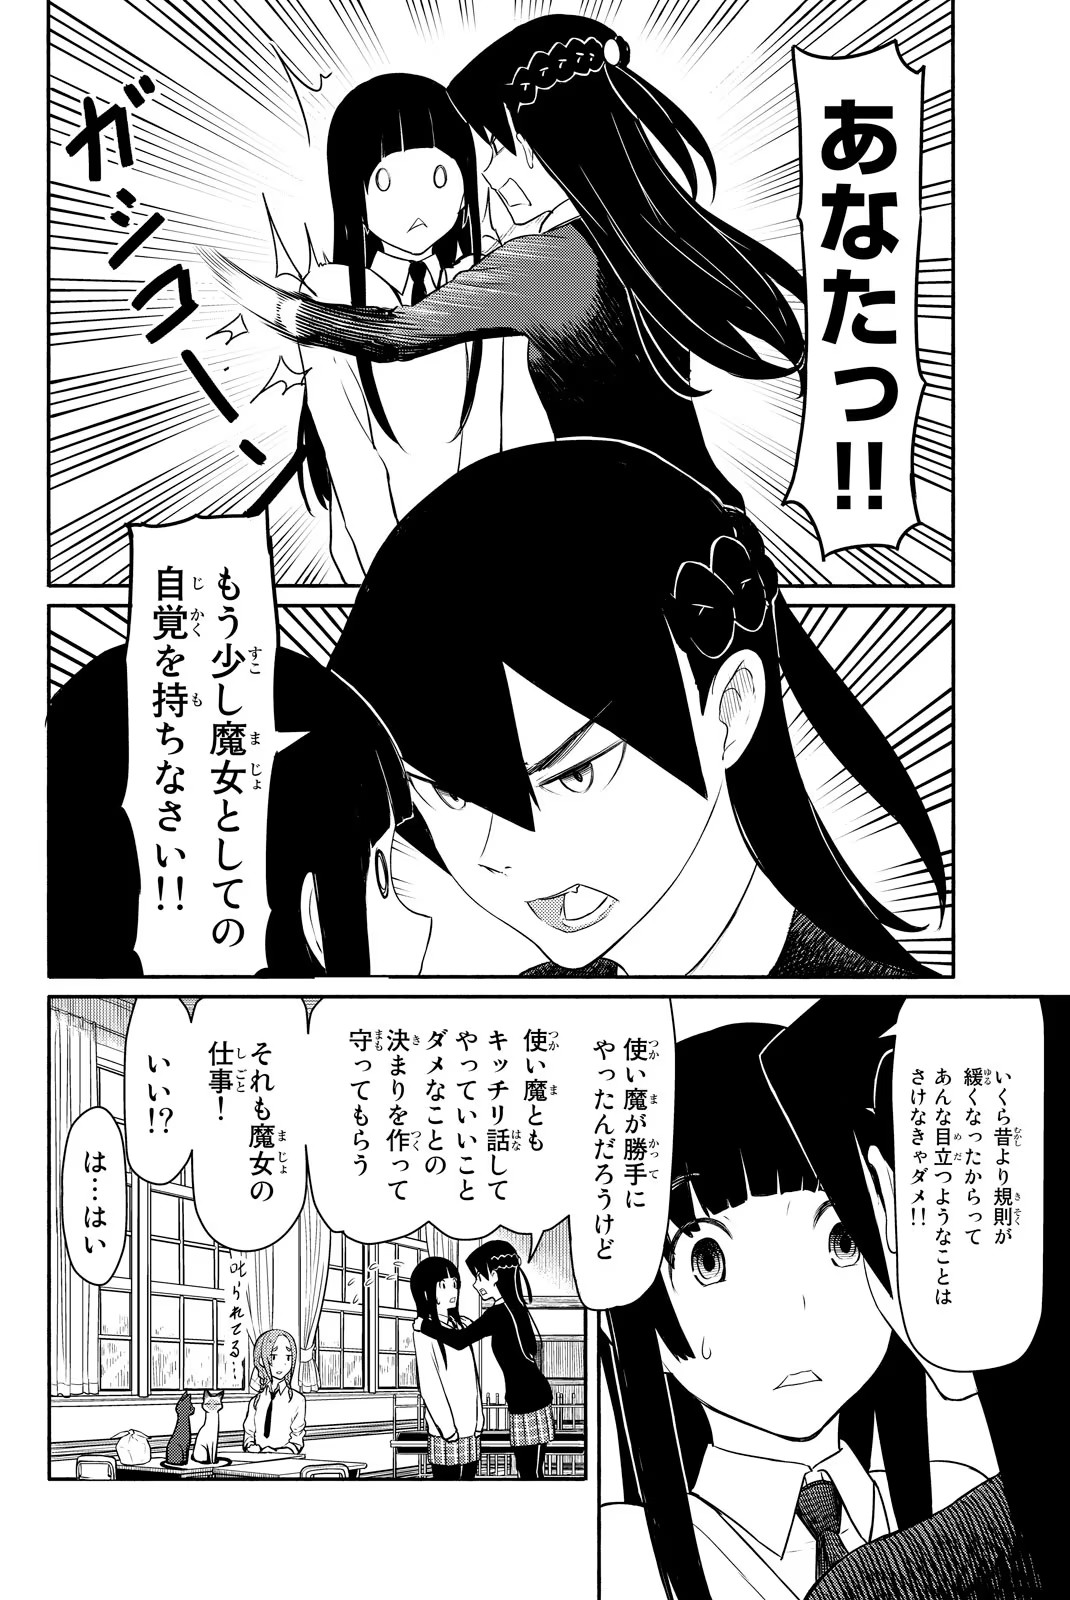 あなたっ!!
ガシュー
もう少し魔女としての
自覚を持ちなさい!!
いくら昔より規則が
緩くなったからって
あんな目立つようなことは
さけなきゃダメ!!
使い魔が勝手に
やったんだろうけど
使い魔とも
キッチリ話して
やっていいこと
ダメなことの
決まりを作って
守ってもらう
それも魔女の
仕事!
いい!?
は…はい
叱られてる…